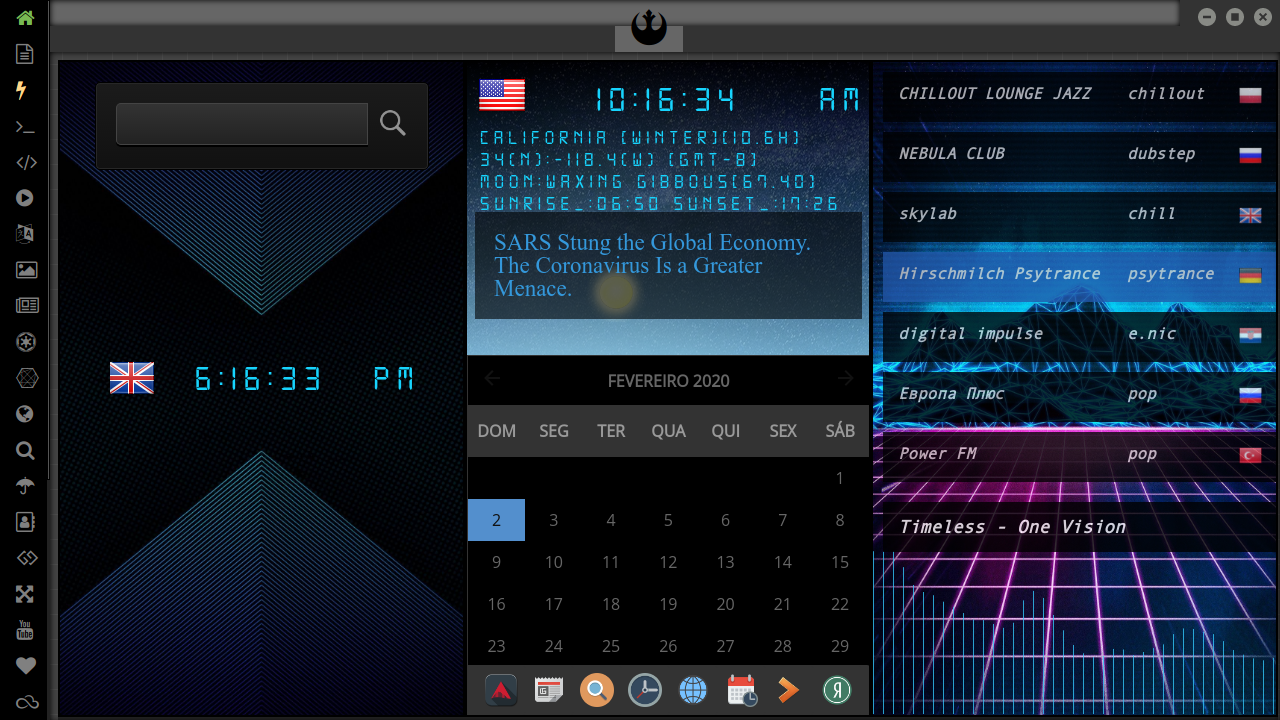 10:16:34 AM
CALIFORNIA [WINTER][10.6H]
34(N):-118.4(W) [GMT-8]
MOON:WAXING GIBBOUS[67.40]
SUNRISE_:06:50 SUNSET_:17:26
SARS Stung the Global Economy.
The Coronavirus Is a Greater
Menace.
6:16:33 PM
FEVEREIRO 2020
DOM SEG TER QUA QUI SEX SÁB
1
2 3 4 5 6 7 8
9 10 11 12 13 14 15
16 17 18 19 20 21 22
23 24 25 26 27 28 29
CHILLOUT LOUNGE JAZZ chillout
NEBULA CLUB dubstep
skylab chill
Hirschmilch Psytrance psytrance
digital impulse e.nic
Европа Плюс pop
Power FM pop
Timeless - One Vision
You
Tube
Я